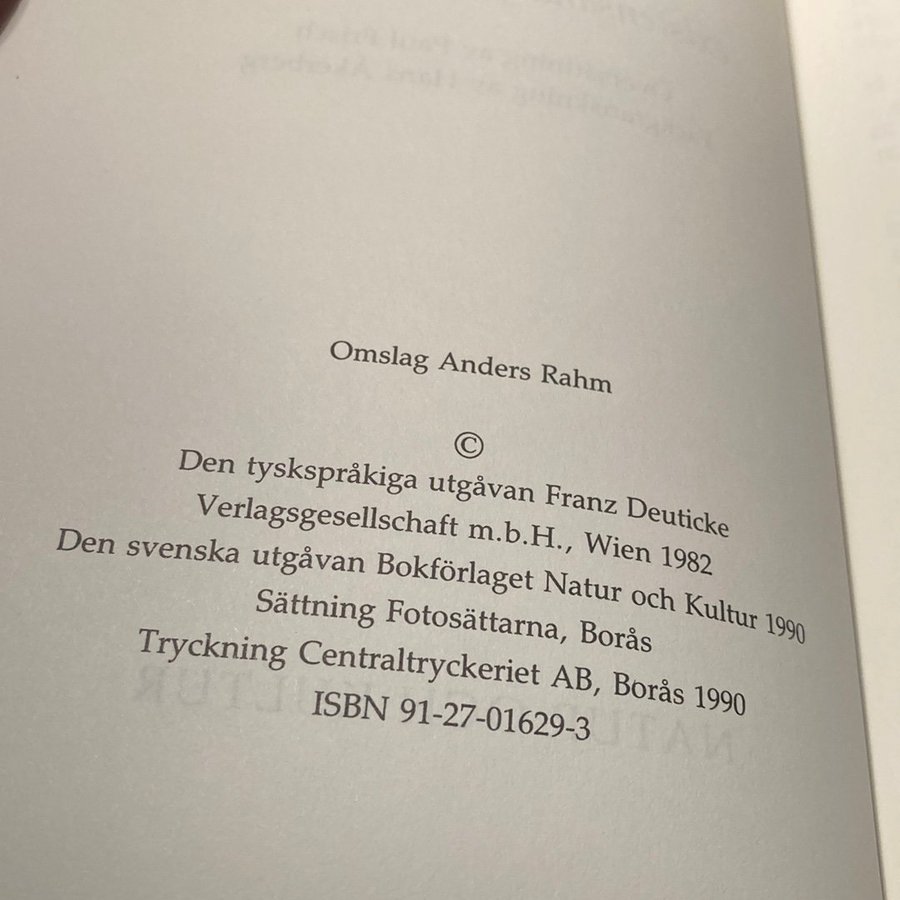 Omslag Anders Rahm
©
Den tyskspråkiga utgåvan Franz Deuticke
Verlagsgesellschaft m.b.H., Wien 1982
Den svenska utgåvan Bokförlaget Natur och Kultur 1990
Sättning Fotosättarna, Borås
Tryckning Centraltryckeriet AB, Borås 1990
ISBN 91-27-01629-3